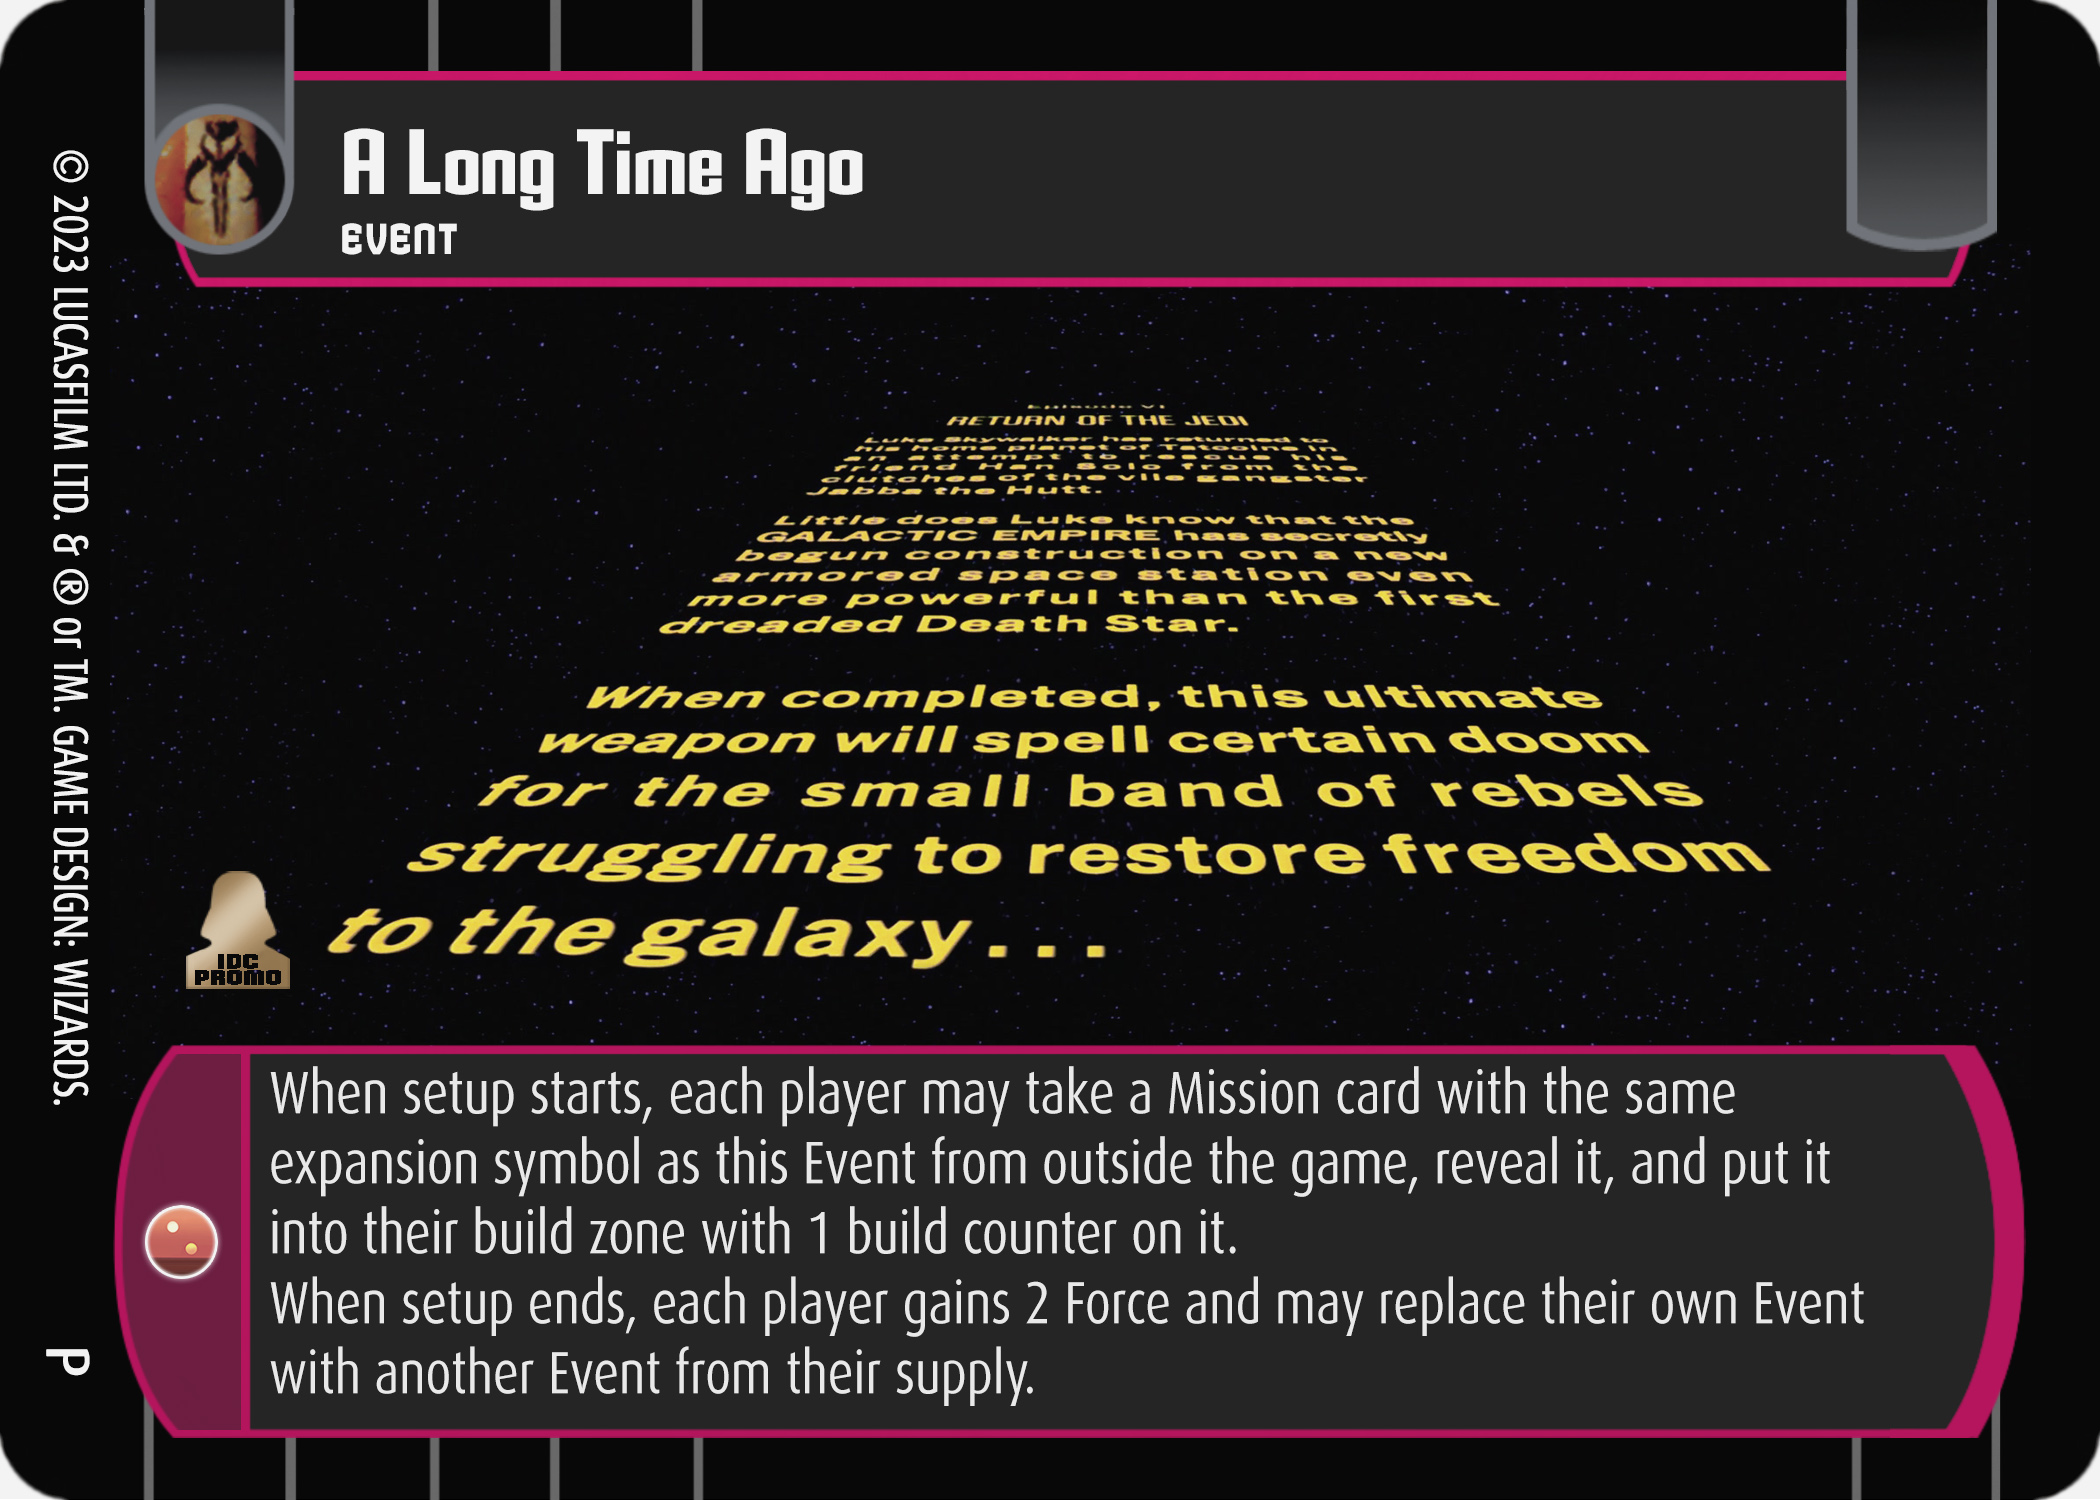 A Long Time Ago
EVENT
Episode VI
RETURN OF THE JEDI
Luke Skywalker has returned to
his home planet of Tatooine in
an attempt to rescue his
friend Han Solo from the
clutches of the vile gangster
Jabba the Hutt.
Little does Luke know that the
GALACTIC EMPIRE has secretly
begun construction on a new
armored space station even
more powerful than the first
dreaded Death Star.
When completed, this ultimate
weapon will spell certain doom
for the small band of rebels
struggling to restore freedom
to the galaxy . . .
IDC
PROMO
When setup starts, each player may take a Mission card with the same
expansion symbol as this Event from outside the game, reveal it, and put it
into their build zone with 1 build counter on it.
When setup ends, each player gains 2 Force and may replace their own Event
with another Event from their supply.
© 2023 LUCASFILM LTD. & ® or TM. GAME DESIGN: WIZARDS.
P